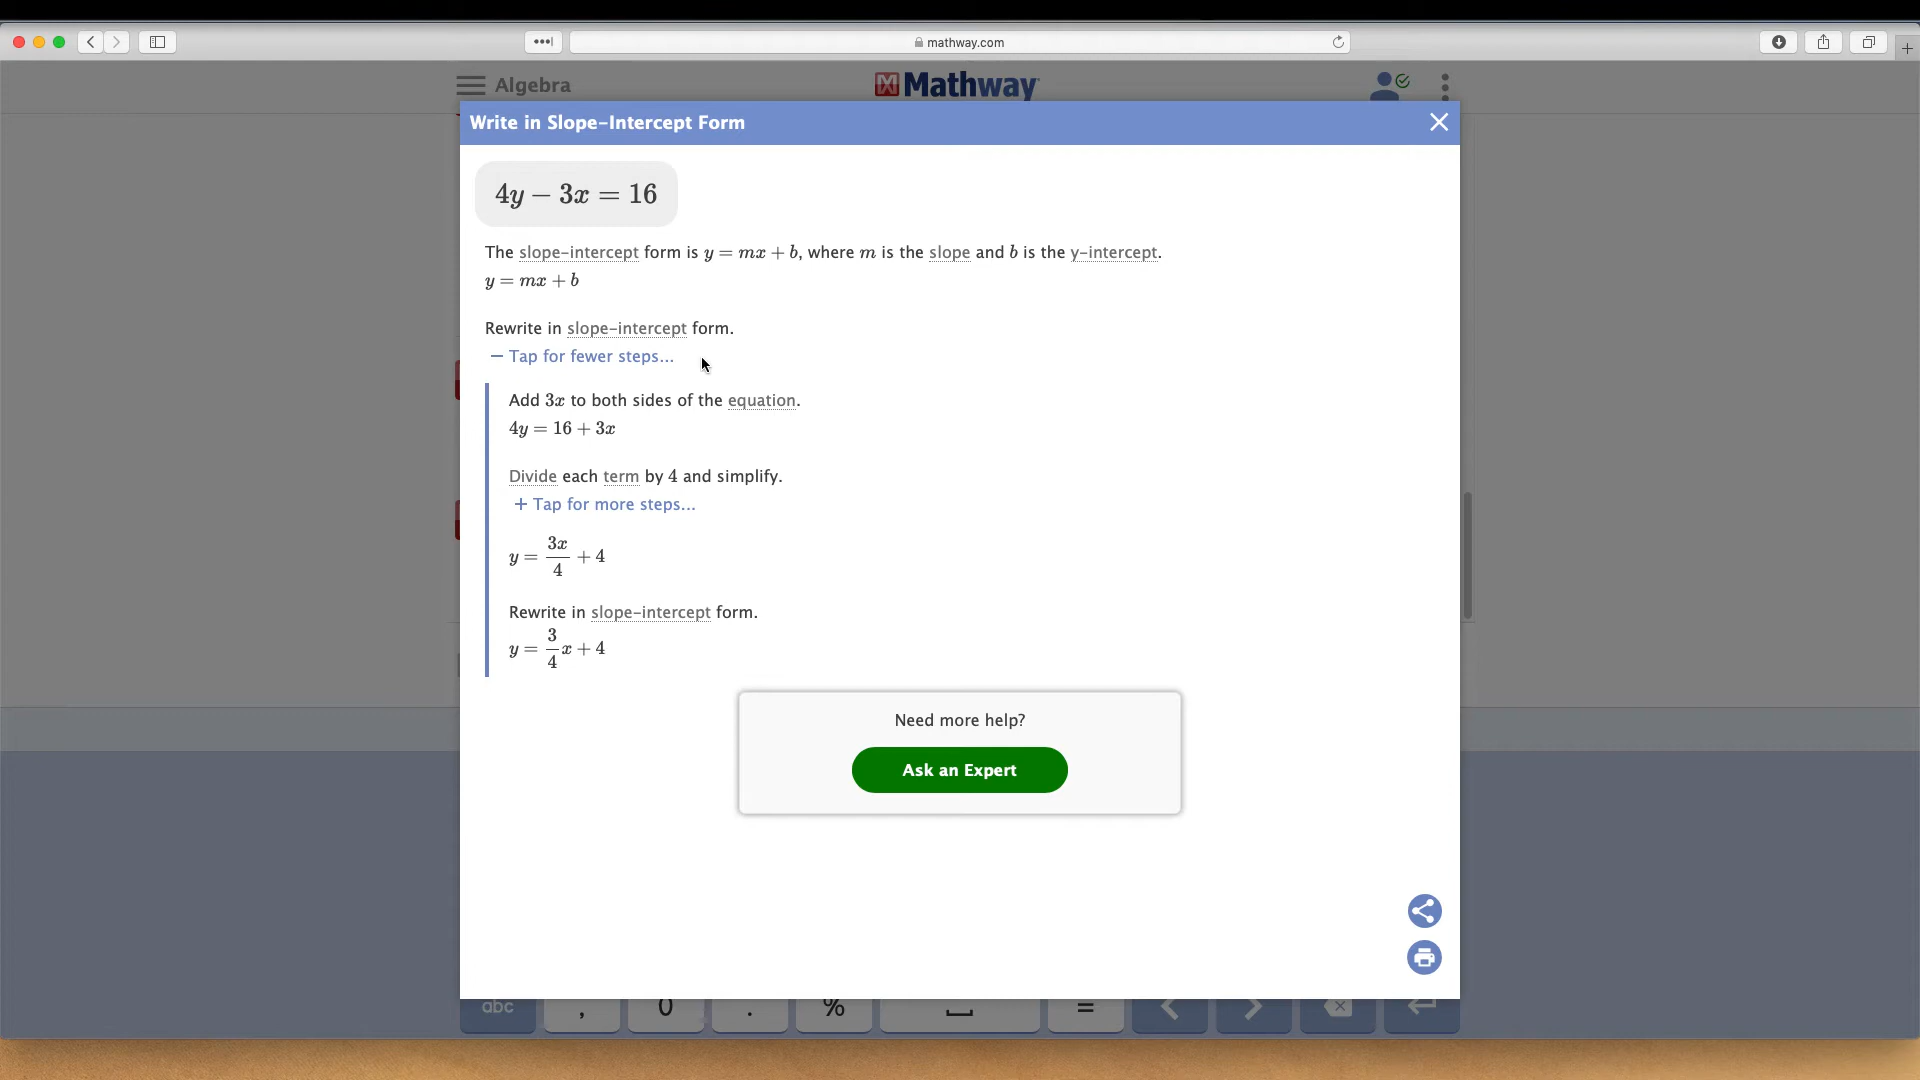 mathway.com
Algebra
Mathway
Write in Slope-Intercept Form
4y − 3x = 16
The slope-intercept form is y = mx + b, where m is the slope and b is the y-intercept.
y = mx + b
Rewrite in slope-intercept form.
− Tap for fewer steps...
Add 3x to both sides of the equation.
4y = 16 + 3x
Divide each term by 4 and simplify.
+ Tap for more steps...
y = 3x/4 + 4
Rewrite in slope-intercept form.
y = 3/4 x + 4
Need more help?
Ask an Expert
abc , 0 . % =